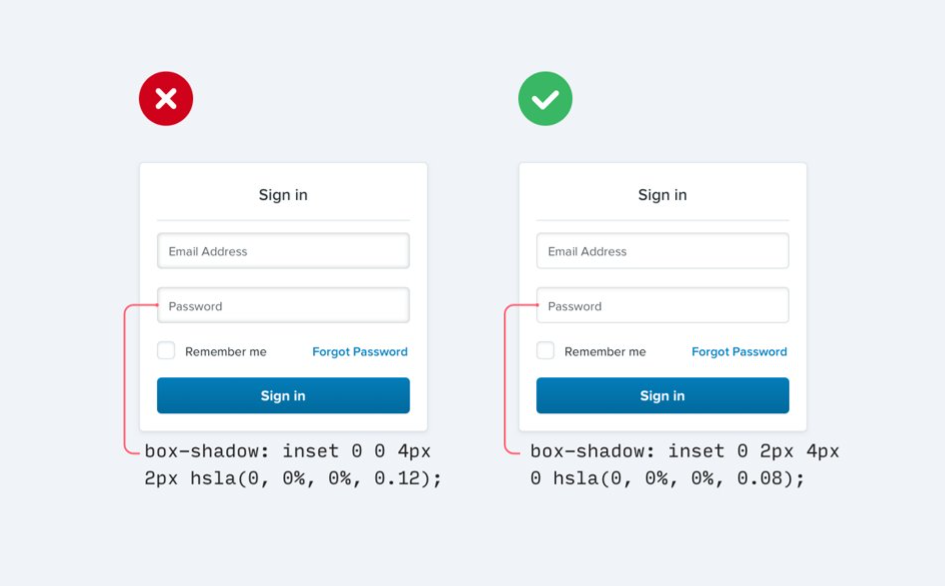 Sign in
Email Address
Password
Remember me Forgot Password
Sign in
box-shadow: inset 0 0 4px
2px hsla(0, 0%, 0%, 0.12);
Sign in
Email Address
Password
Remember me Forgot Password
Sign in
box-shadow: inset 0 2px 4px
0 hsla(0, 0%, 0%, 0.08);